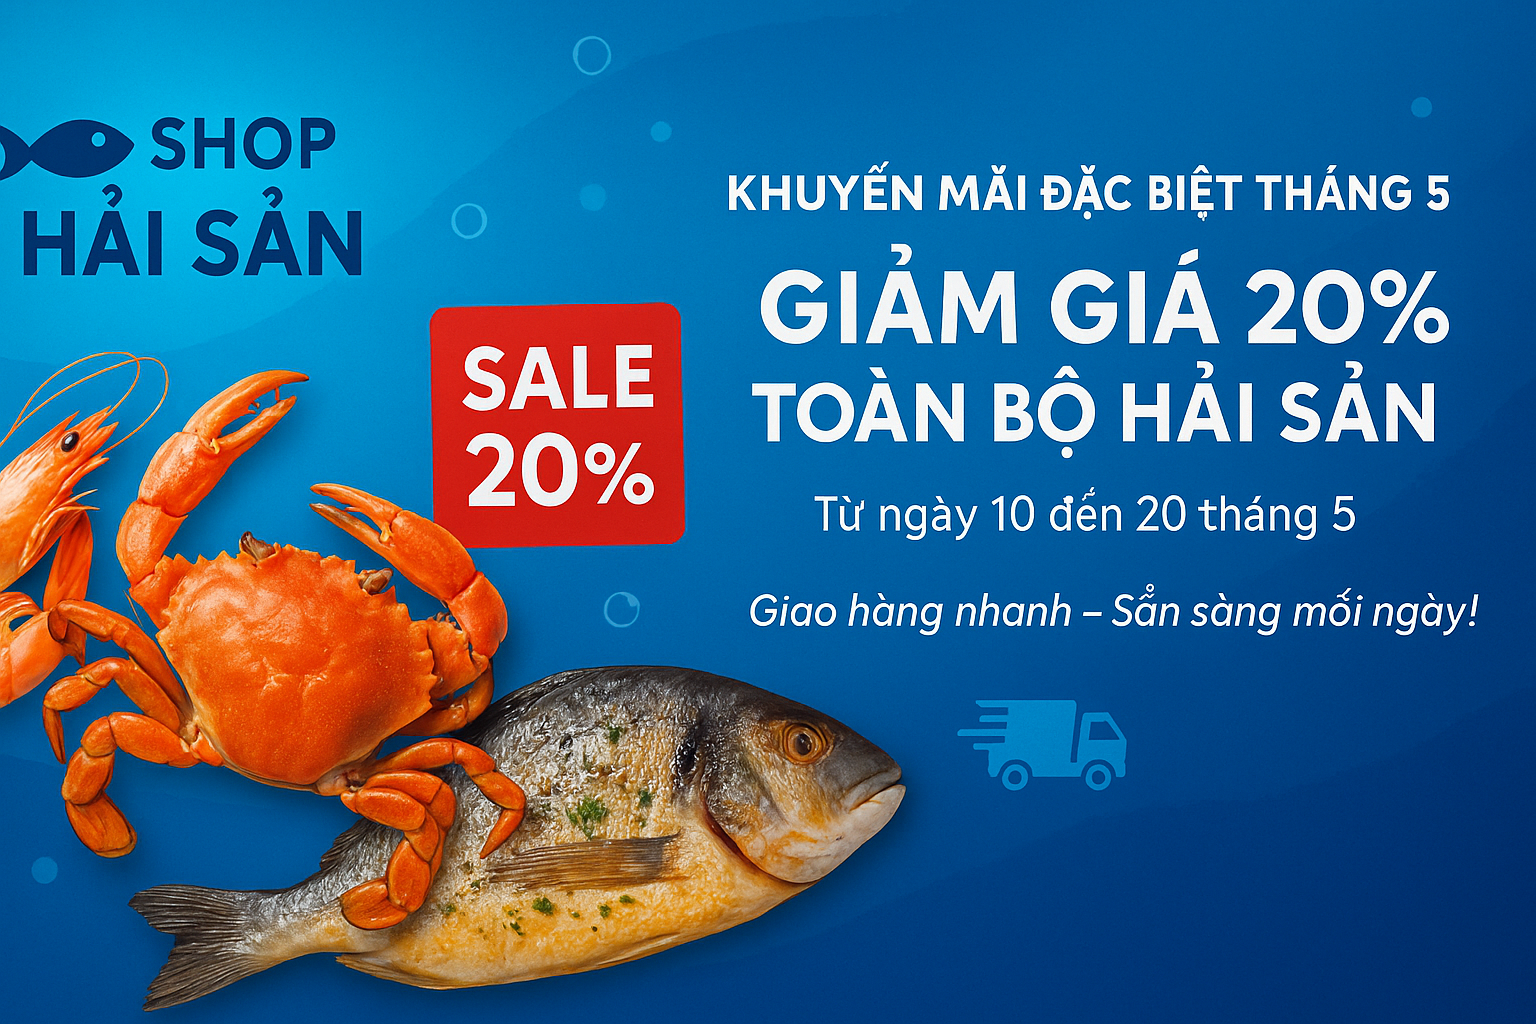 SHOP
HẢI SẢN
SALE
20%
KHUYẾN MÃI ĐẶC BIỆT THÁNG 5
GIẢM GIÁ 20%
TOÀN BỘ HẢI SẢN
Từ ngày 10 đến 20 tháng 5
Giao hàng nhanh – Sẵn sàng mối ngày!